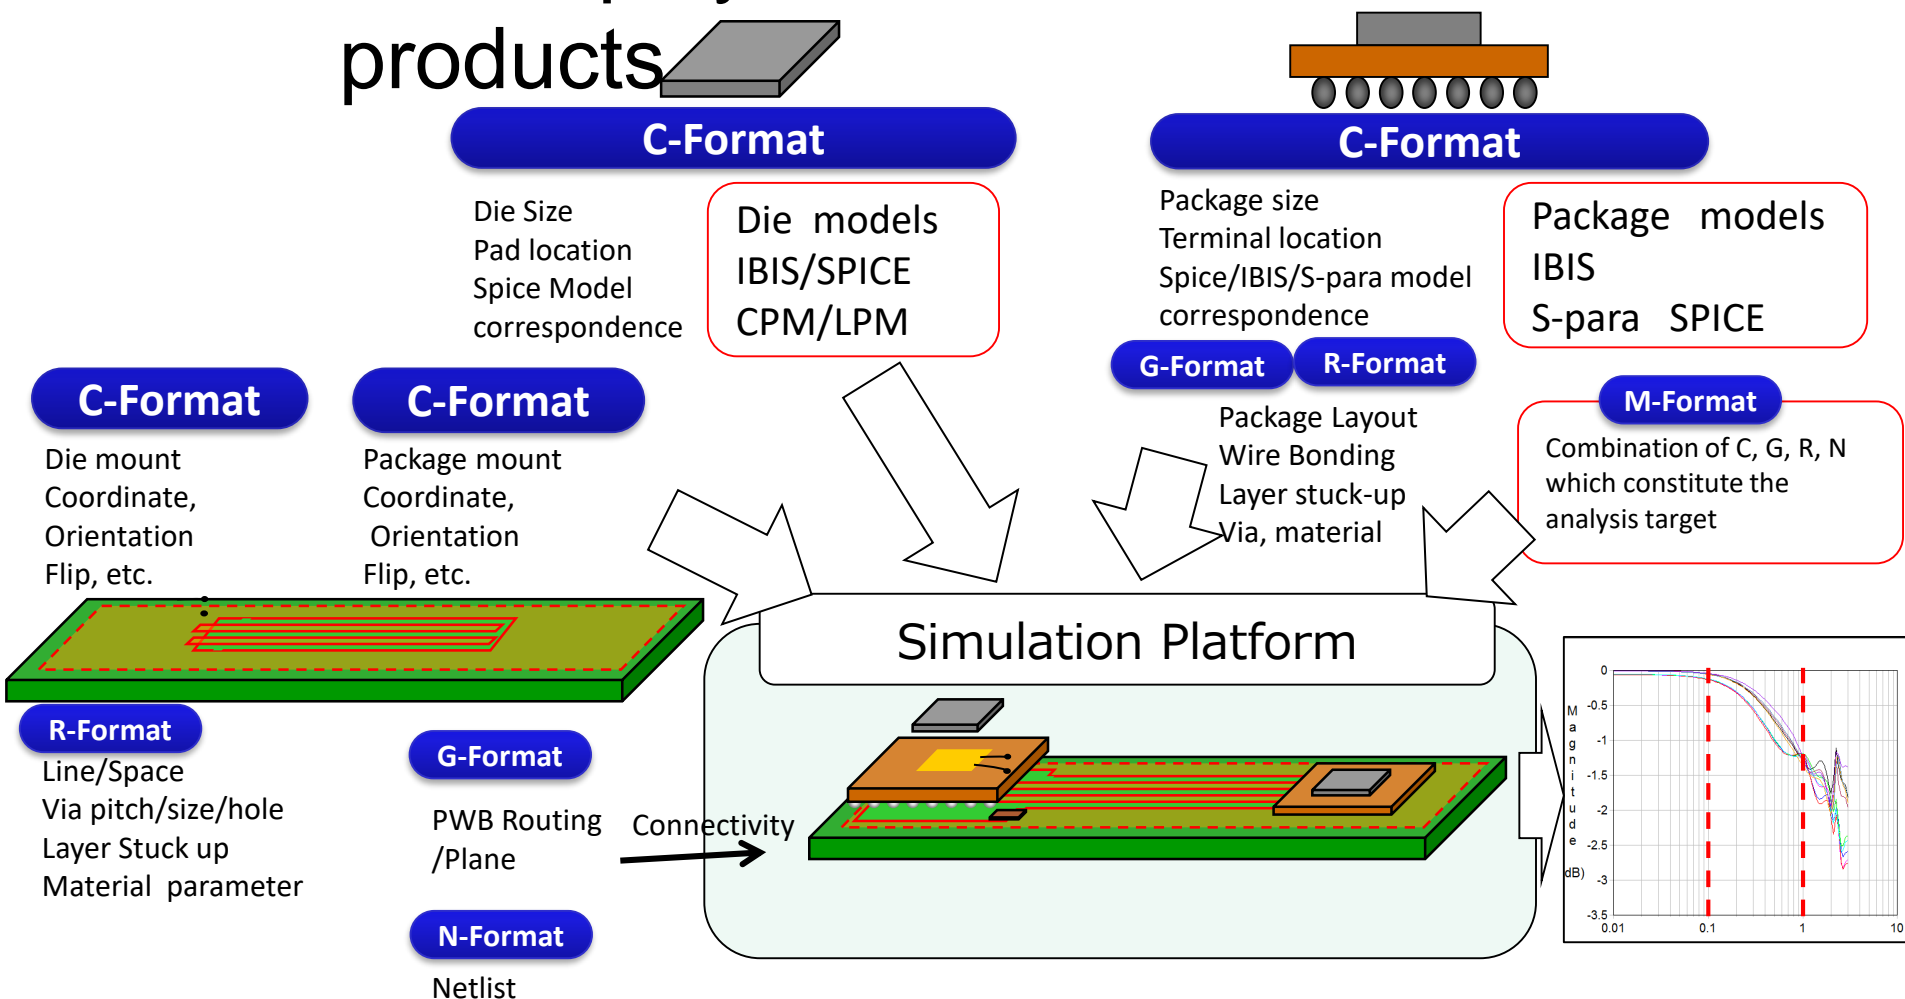 products
C-Format
Die Size
Pad location
Spice Model
correspondence
Die models
IBIS/SPICE
CPM/LPM
C-Format
Package size
Terminal location
Spice/IBIS/S-para model
correspondence
Package models
IBIS
S-para SPICE
G-Format
R-Format
Package Layout
Wire Bonding
Layer stuck-up
Via, material
M-Format
Combination of C, G, R, N
which constitute the
analysis target
C-Format
Die mount
Coordinate,
Orientation
Flip, etc.
C-Format
Package mount
Coordinate,
Orientation
Flip, etc.
Simulation Platform
R-Format
Line/Space
Via pitch/size/hole
Layer Stuck up
Material parameter
G-Format
PWB Routing
/Plane
Connectivity
N-Format
Netlist
Magnitude
dB)
0
-0.5
-1
-1.5
-2
-2.5
-3
-3.5
0.01
0.1
1
10